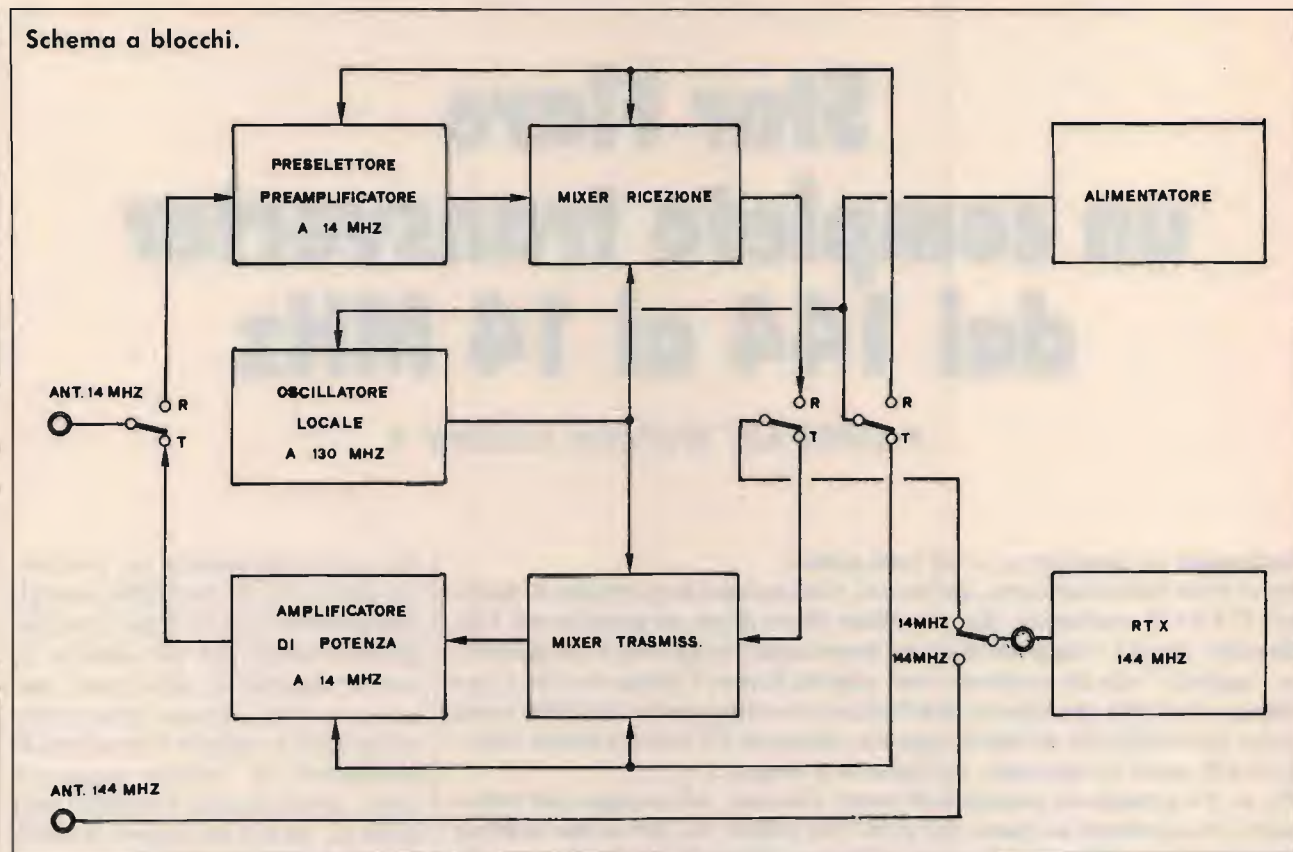 Schema a blocchi.
PRESELETTORE
PREAMPLIFICATORE
A 14 MHZ
MIXER RICEZIONE
ALIMENTATORE
OSCILLATORE
LOCALE
A 130 MHZ
ANT. 14 MHZ
R
T
R
T
R
T
AMPLIFICATORE
DI POTENZA
A 14 MHZ
MIXER TRASMISS.
14MHZ
144MHZ
RTX
144 MHZ
ANT. 144 MHZ